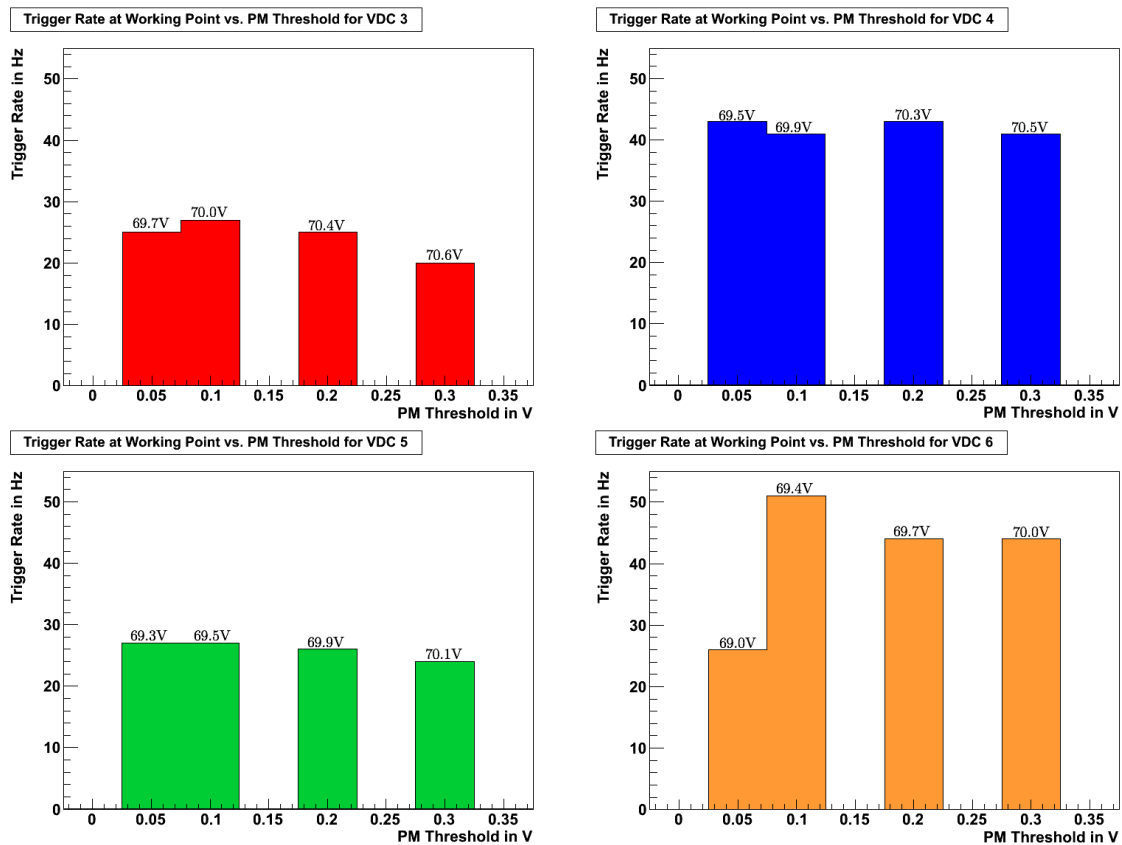 Trigger Rate at Working Point vs. PM Threshold for VDC 3
Trigger Rate in Hz
50
40
30
20
10
0
69.7V
70.0V
70.4V
70.6V
0 0.05 0.1 0.15 0.2 0.25 0.3 0.35
PM Threshold in V
Trigger Rate at Working Point vs. PM Threshold for VDC 4
Trigger Rate in Hz
50
40
30
20
10
0
69.5V
69.9V
70.3V
70.5V
0 0.05 0.1 0.15 0.2 0.25 0.3 0.35
PM Threshold in V
Trigger Rate at Working Point vs. PM Threshold for VDC 5
Trigger Rate in Hz
50
40
30
20
10
0
69.3V
69.5V
69.9V
70.1V
0 0.05 0.1 0.15 0.2 0.25 0.3 0.35
PM Threshold in V
Trigger Rate at Working Point vs. PM Threshold for VDC 6
Trigger Rate in Hz
50
40
30
20
10
0
69.0V
69.4V
69.7V
70.0V
0 0.05 0.1 0.15 0.2 0.25 0.3 0.35
PM Threshold in V